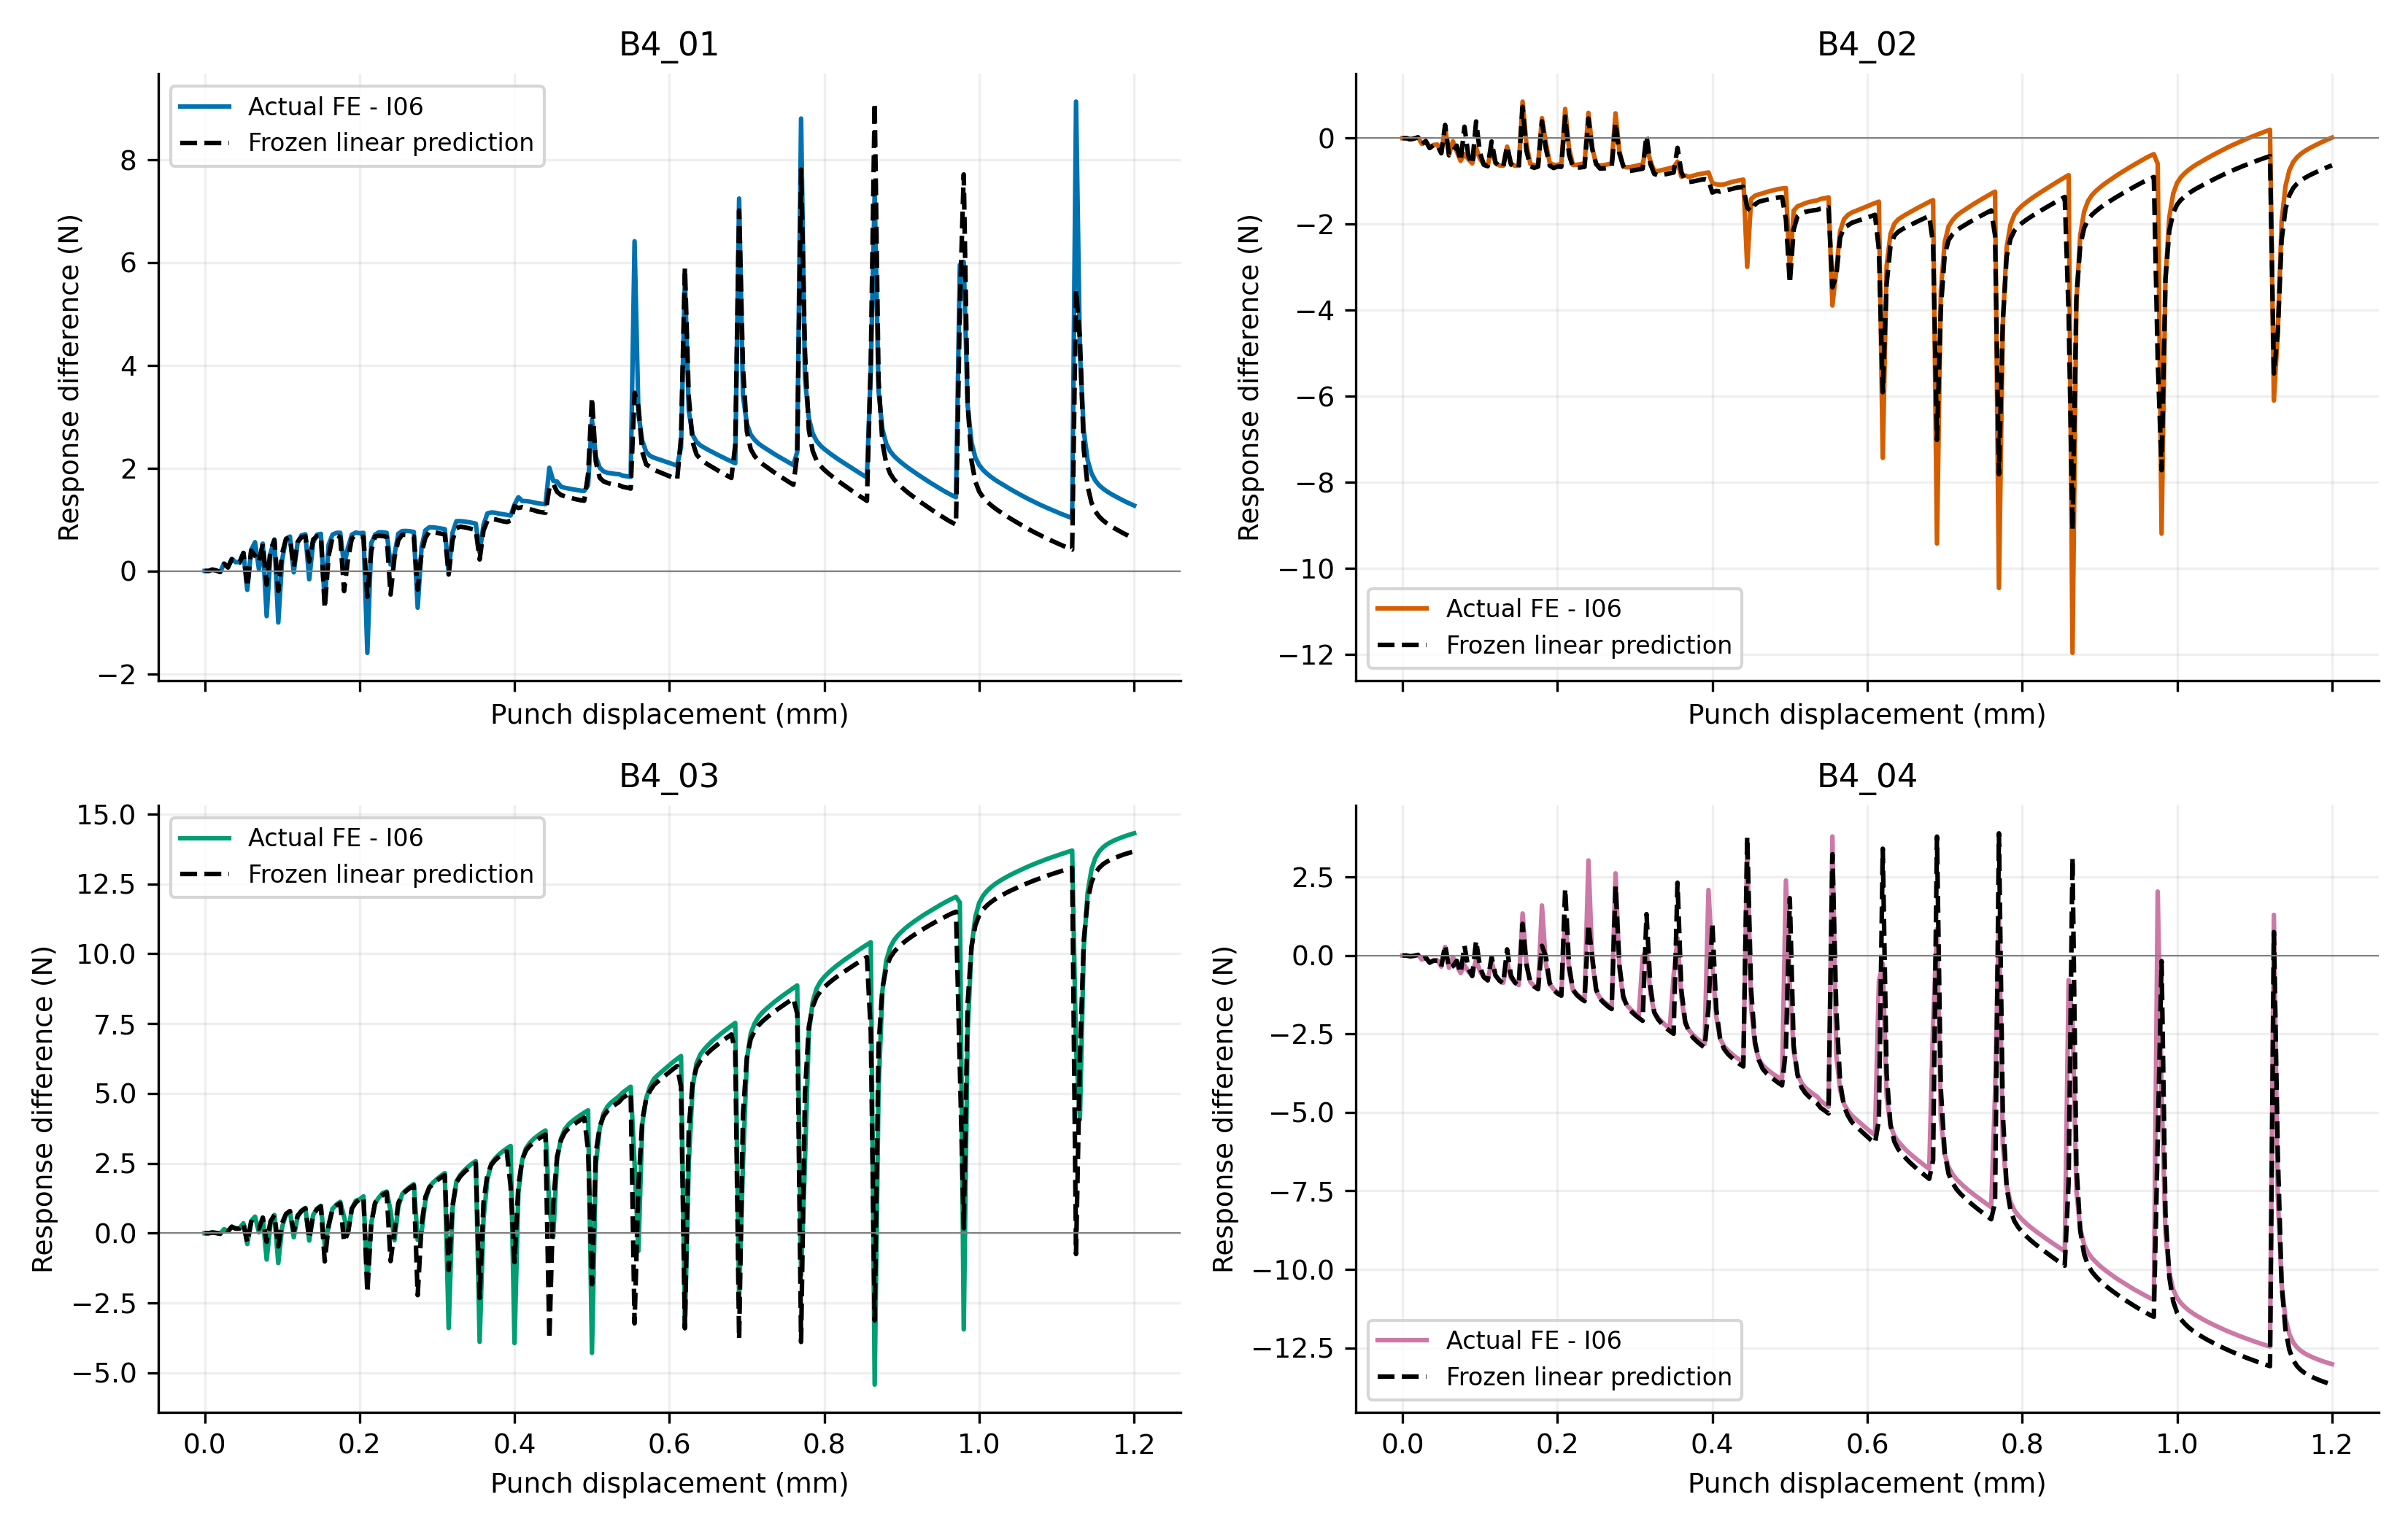 B4_01
Actual FE - I06
Frozen linear prediction
Response difference (N)
8
6
4
2
0
−2
Punch displacement (mm)
B4_02
Response difference (N)
0
−2
−4
−6
−8
−10
−12
Actual FE - I06
Frozen linear prediction
Punch displacement (mm)
B4_03
Actual FE - I06
Frozen linear prediction
Response difference (N)
15.0
12.5
10.0
7.5
5.0
2.5
0.0
−2.5
−5.0
0.0 0.2 0.4 0.6 0.8 1.0 1.2
Punch displacement (mm)
B4_04
Response difference (N)
2.5
0.0
−2.5
−5.0
−7.5
−10.0
−12.5
Actual FE - I06
Frozen linear prediction
0.0 0.2 0.4 0.6 0.8 1.0 1.2
Punch displacement (mm)